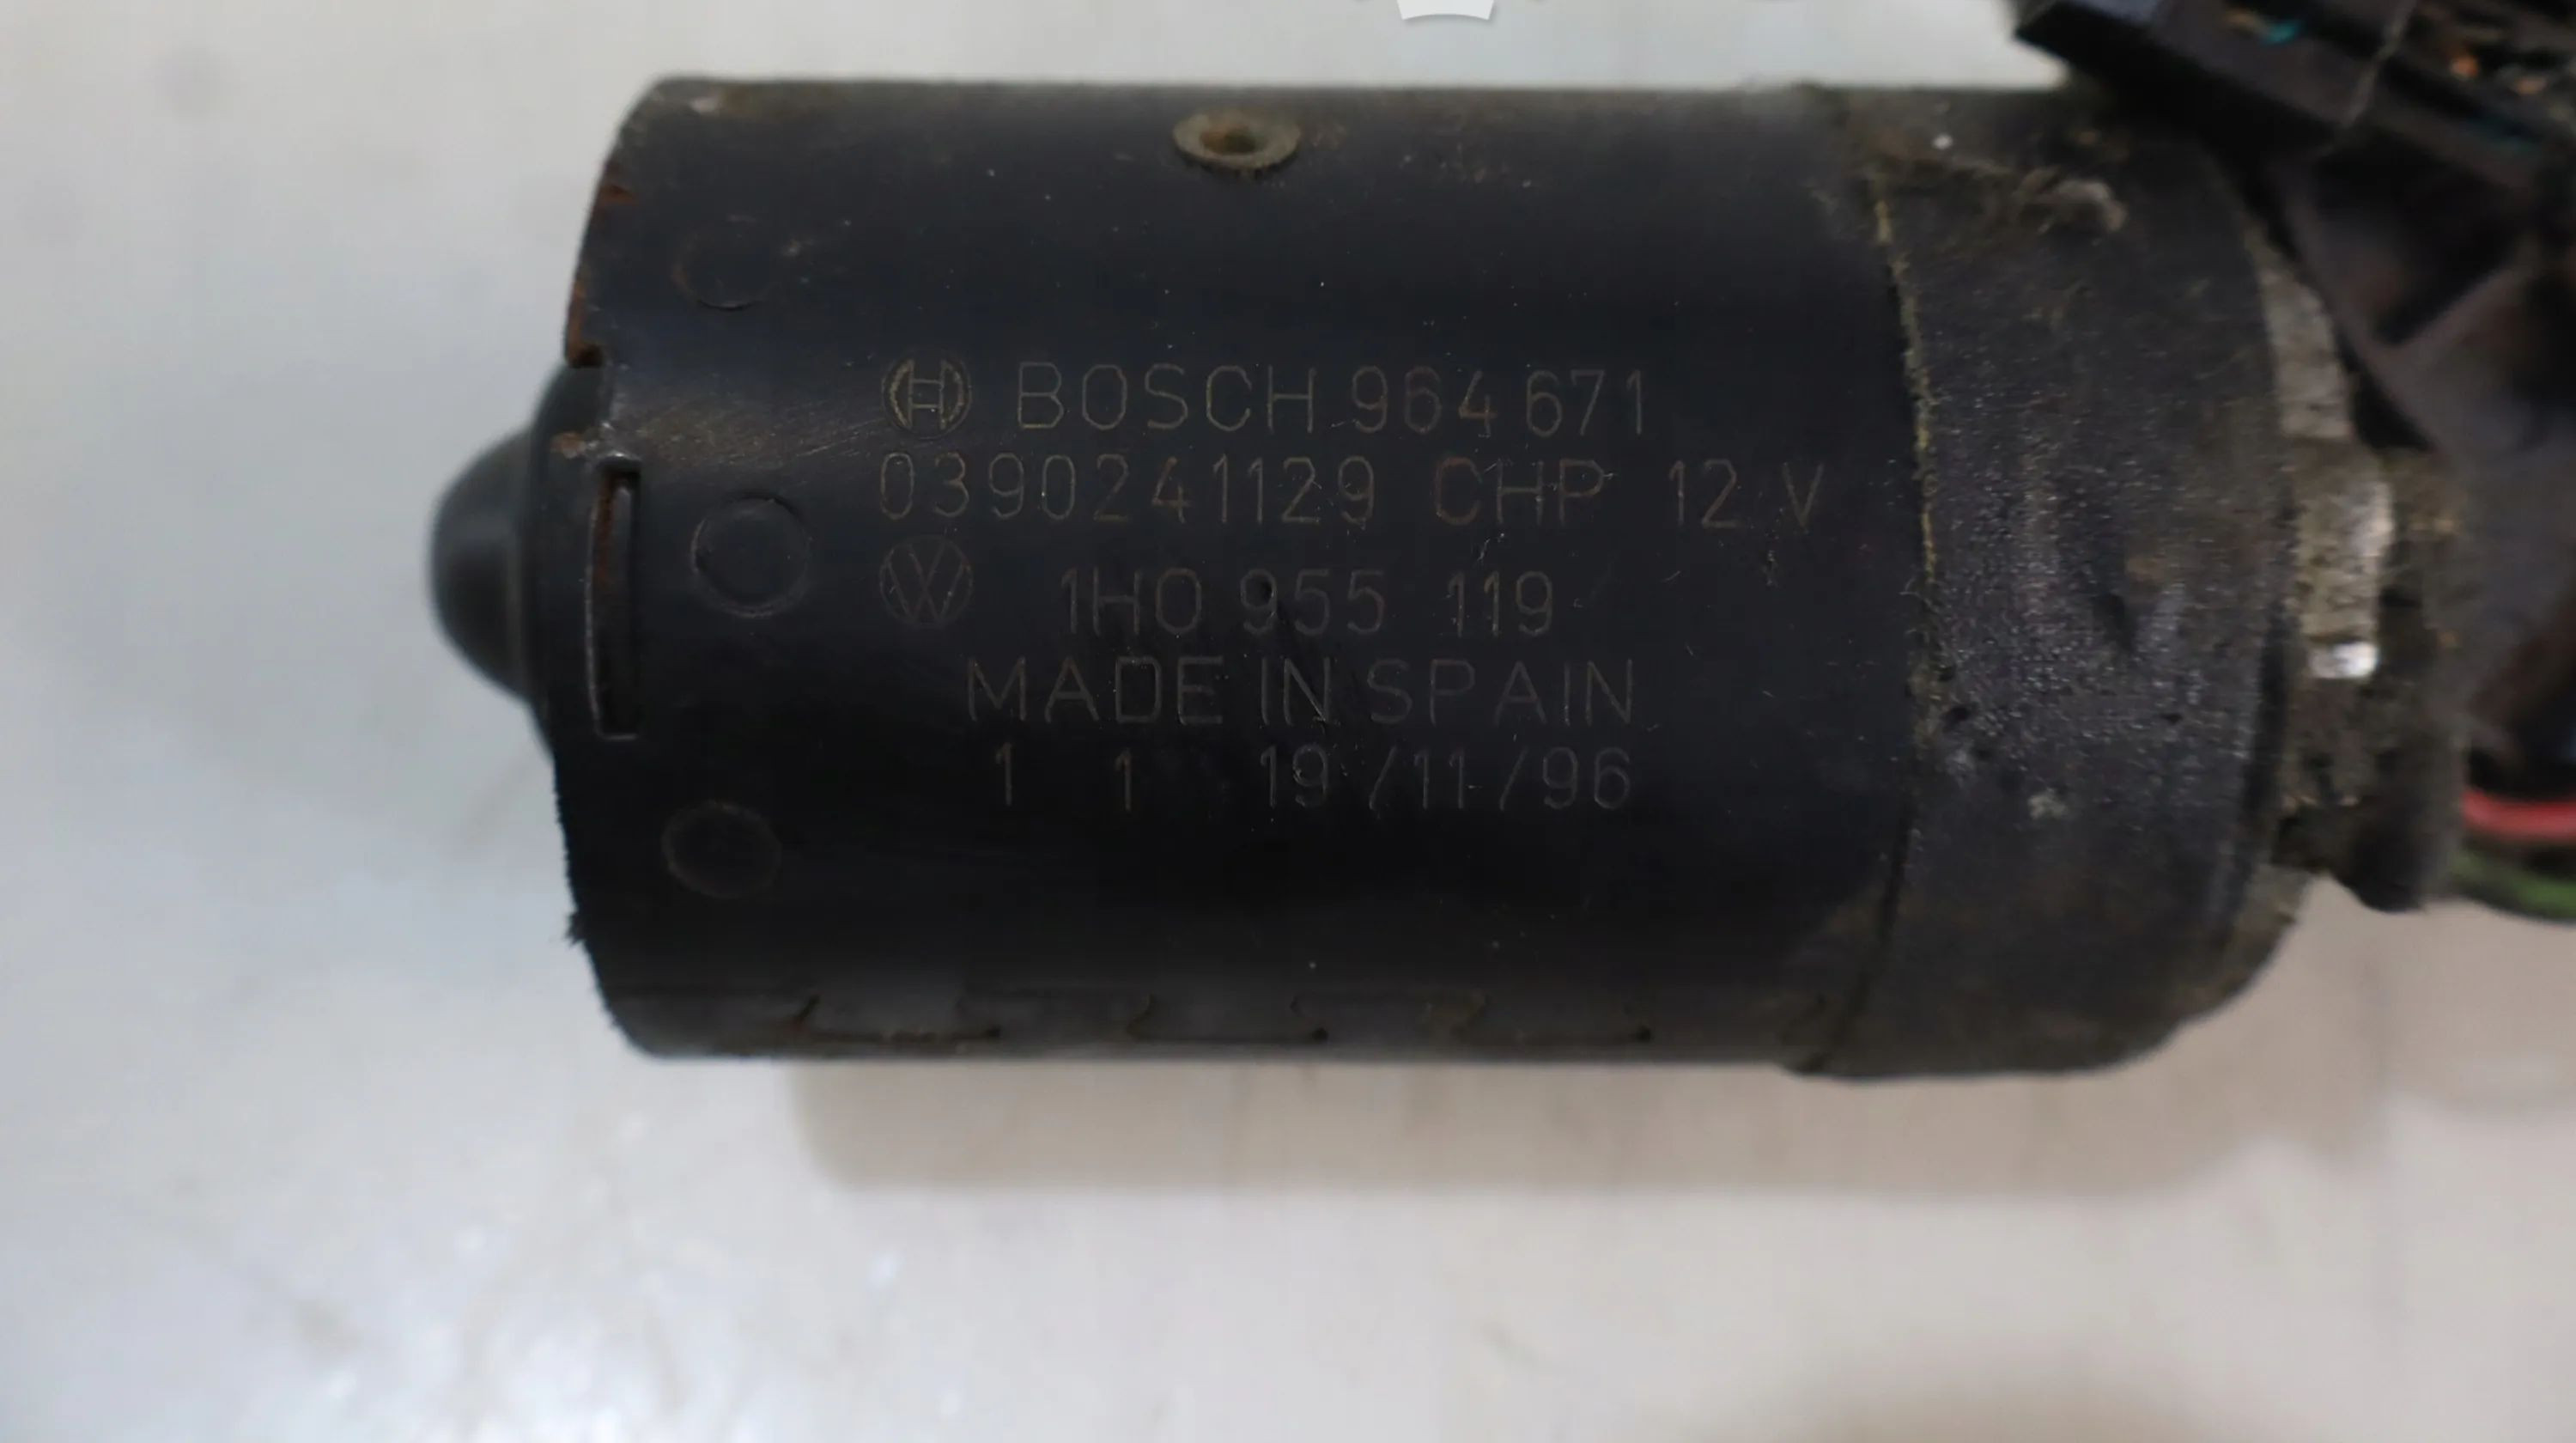 BOSCH 964 671
0390241129 CHP 12 V
1H0 955 119
MADE IN SPAIN
1 1 19/11/96